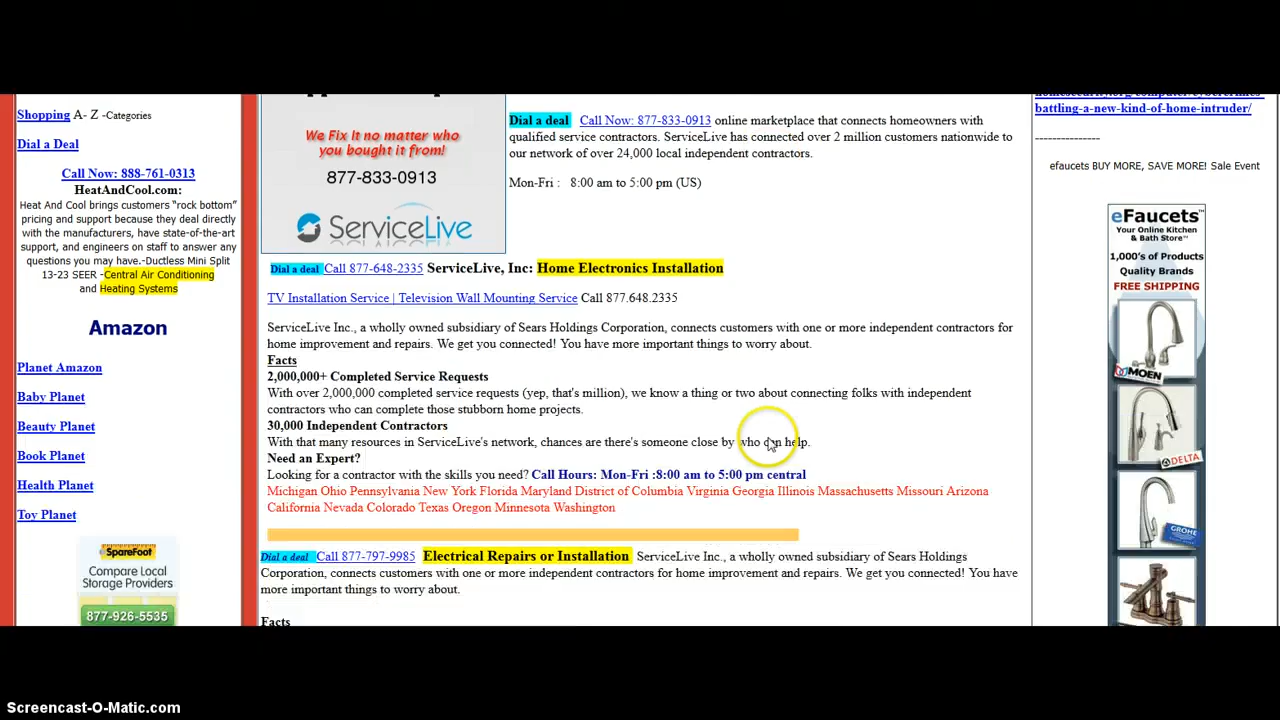 Shopping A- Z -Categories
Dial a Deal
Call Now: 888-761-0313
HeatAndCool.com:
Heat And Cool brings customers “rock bottom”
pricing and support because they deal directly
with the manufacturers, have state-of-the-art
support, and engineers on staff to answer any
questions you may have.-Ductless Mini Split
13-23 SEER -Central Air Conditioning
and Heating Systems
Amazon
Planet Amazon
Baby Planet
Beauty Planet
Book Planet
Health Planet
Toy Planet
SpareFoot
Compare Local
Storage Providers
877-926-5535
We Fix It no matter who
you bought it from!
877-833-0913
ServiceLive
Dial a deal Call Now: 877-833-0913 online marketplace that connects homeowners with
qualified service contractors. ServiceLive has connected over 2 million customers nationwide to
our network of over 24,000 local independent contractors.
Mon-Fri : 8:00 am to 5:00 pm (US)
Dial a deal Call 877-648-2335 ServiceLive, Inc: Home Electronics Installation
TV Installation Service | Television Wall Mounting Service Call 877.648.2335
ServiceLive Inc., a wholly owned subsidiary of Sears Holdings Corporation, connects customers with one or more independent contractors for
home improvement and repairs. We get you connected! You have more important things to worry about.
Facts
2,000,000+ Completed Service Requests
With over 2,000,000 completed service requests (yep, that's million), we know a thing or two about connecting folks with independent
contractors who can complete those stubborn home projects.
30,000 Independent Contractors
With that many resources in ServiceLive's network, chances are there's someone close by who can help.
Need an Expert?
Looking for a contractor with the skills you need? Call Hours: Mon-Fri :8:00 am to 5:00 pm central
Michigan Ohio Pennsylvania New York Florida Maryland District of Columbia Virginia Georgia Illinois Massachusetts Missouri Arizona
California Nevada Colorado Texas Oregon Minnesota Washington
Dial a deal Call 877-797-9985 Electrical Repairs or Installation ServiceLive Inc., a wholly owned subsidiary of Sears Holdings
Corporation, connects customers with one or more independent contractors for home improvement and repairs. We get you connected! You have
more important things to worry about.
Facts
battling-a-new-kind-of-home-intruder/
---------------
efaucets BUY MORE, SAVE MORE! Sale Event
eFaucets™
Your Online Kitchen
& Bath Store™
1,000's of Products
Quality Brands
FREE SHIPPING
MOEN
DELTA
GROHE
Screencast-O-Matic.com